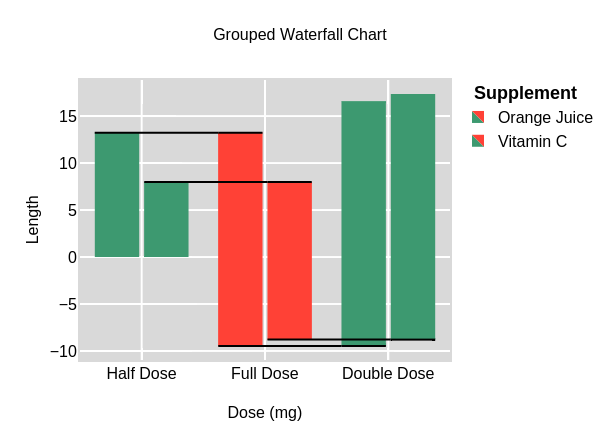 Grouped Waterfall Chart
Supplement
Orange Juice
Vitamin C
Length
15
10
5
0
−5
−10
Half Dose
Full Dose
Double Dose
Dose (mg)